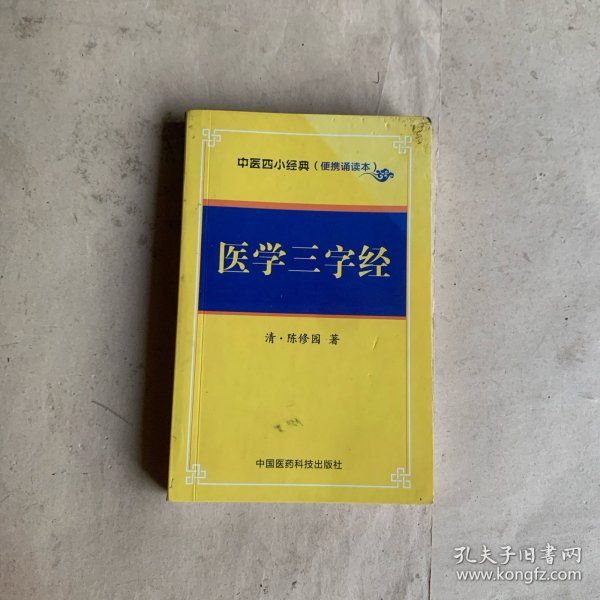 中医四小经典（便携诵读本）
医学三字经
清·陈修园 著
中国医药科技出版社
孔夫子旧書网
www.kongfz.com